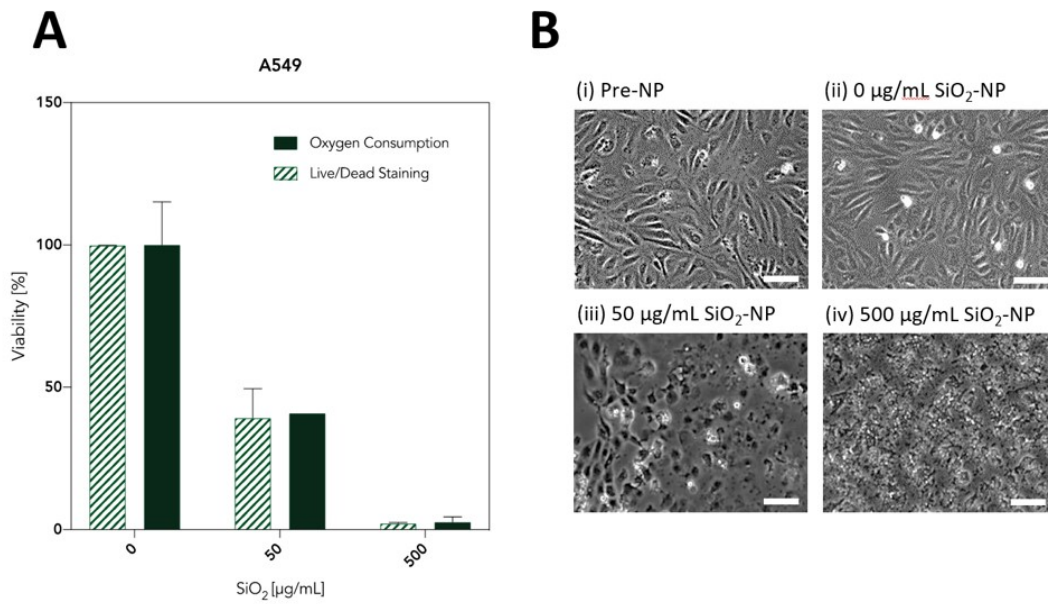 A
A549
150
100
50
0
Viability [%]
Oxygen Consumption
Live/Dead Staining
0
50
500
SiO₂ [µg/mL]
B
(i) Pre-NP
(ii) 0 µg/mL SiO₂-NP
(iii) 50 µg/mL SiO₂-NP
(iv) 500 µg/mL SiO₂-NP